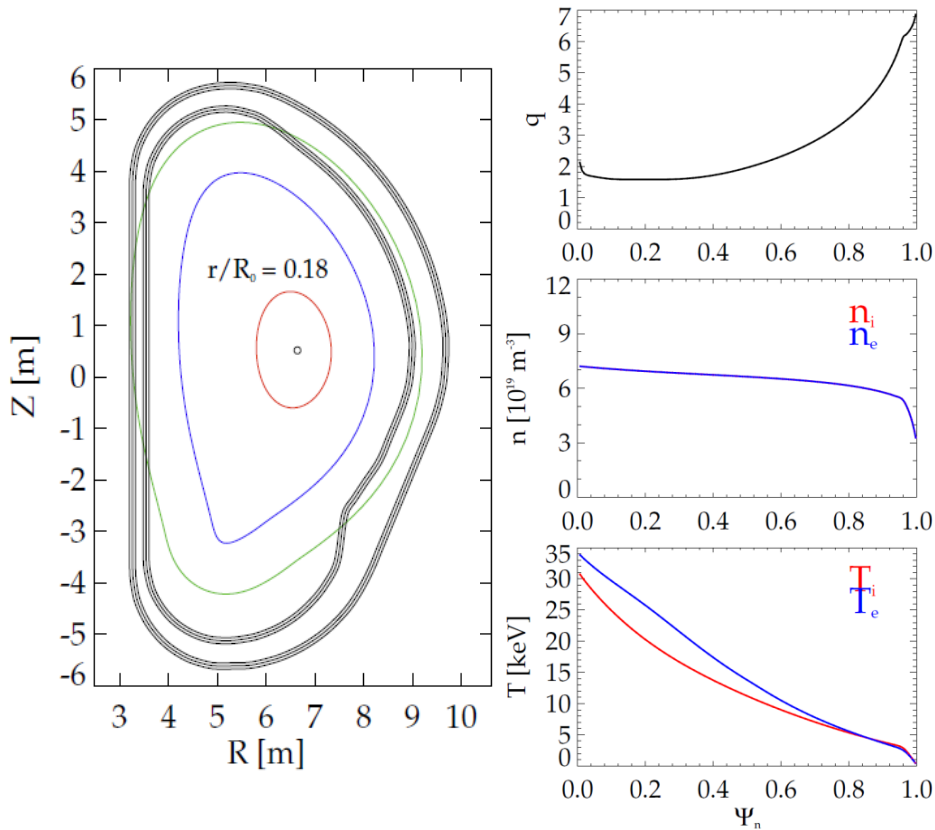 6
5
4
3
2
1
0
-1
-2
-3
-4
-5
-6
Z [m]
r/R₀ = 0.18
3 4 5 6 7 8 9 10
R [m]
7
6
5
4
3
2
1
0
q
0.0 0.2 0.4 0.6 0.8 1.0
12
9
6
3
0
n [10¹⁹ m⁻³]
nᵢ
nₑ
0.0 0.2 0.4 0.6 0.8 1.0
35
30
25
20
15
10
5
0
T [keV]
Tᵢ
Tₑ
0.0 0.2 0.4 0.6 0.8 1.0
Ψₙ